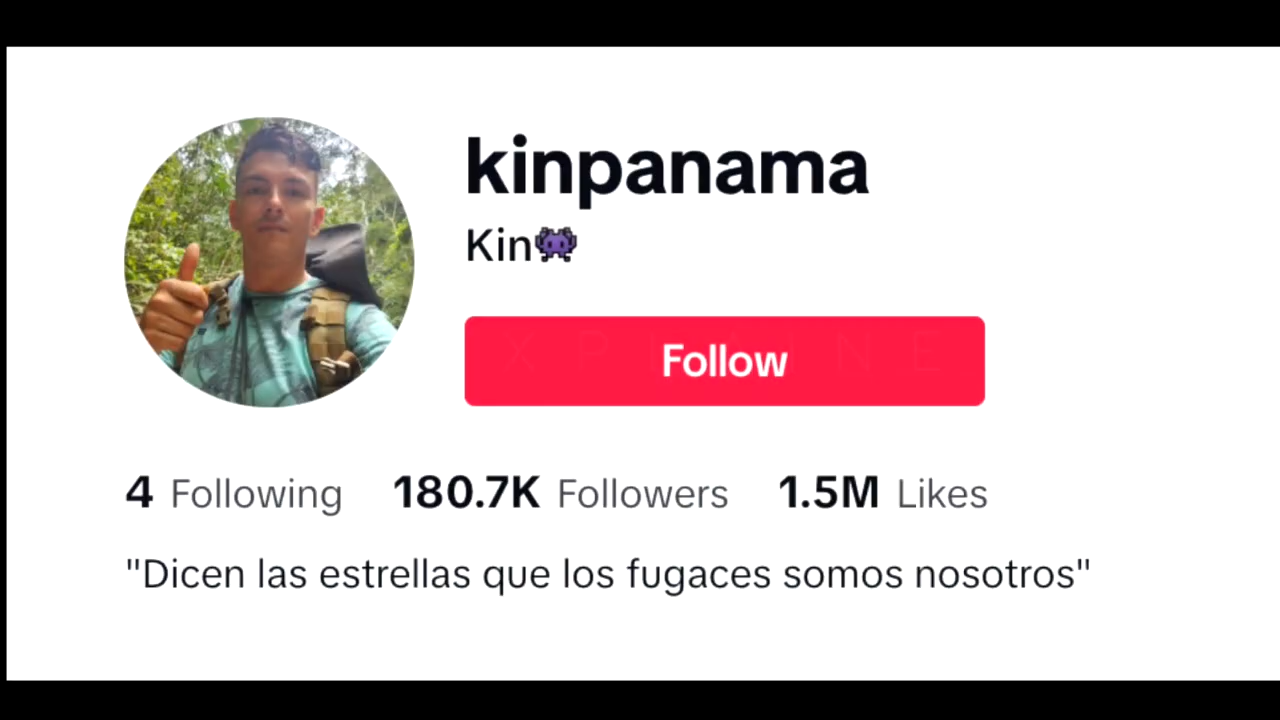 kinpanama
Kin👾
Follow
4 Following 180.7K Followers 1.5M Likes
"Dicen las estrellas que los fugaces somos nosotros"